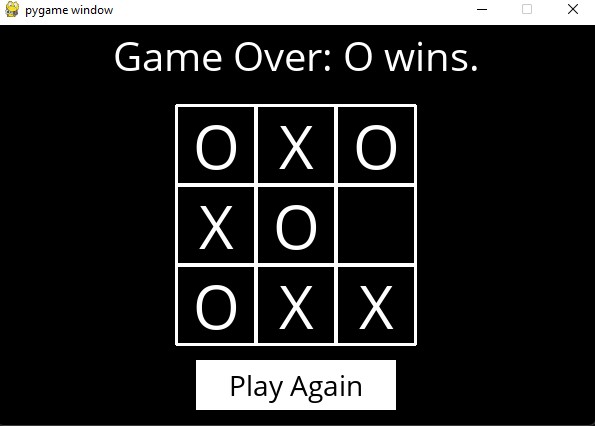 pygame window
Game Over: O wins.
O X O
X O
O X X
Play Again